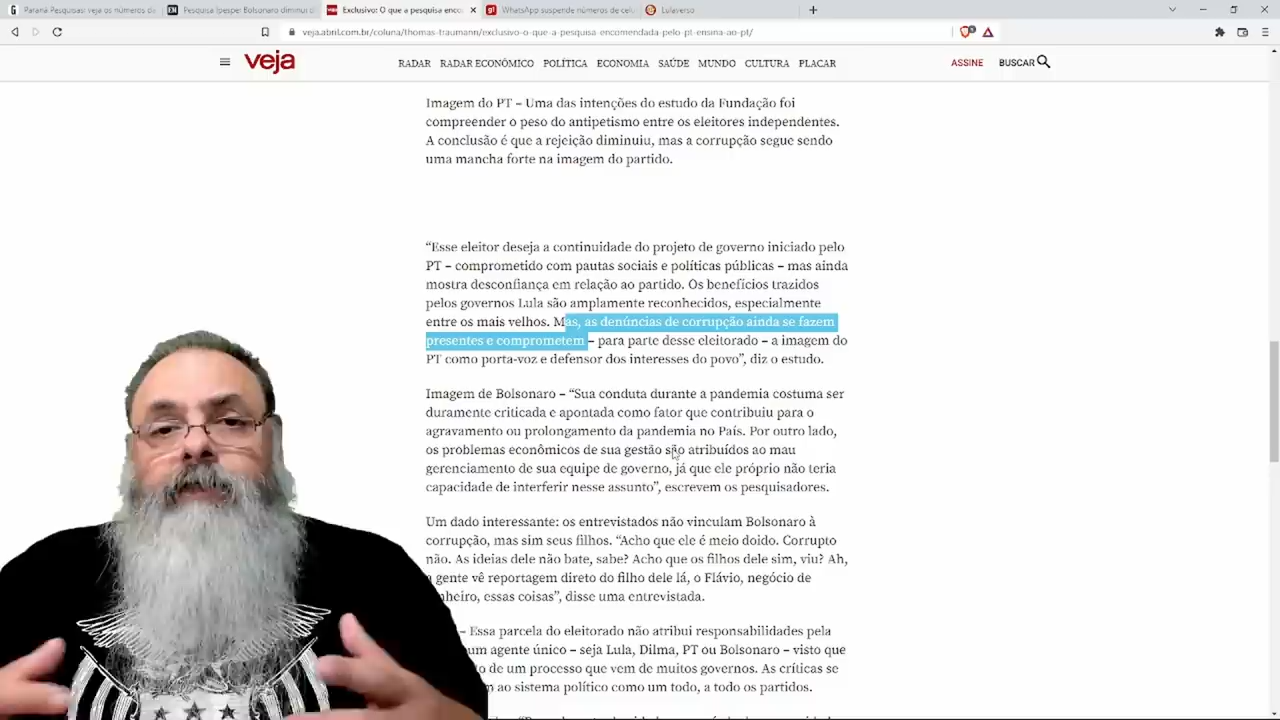 Paraná Pesquisas: veja os números da
Pesquisa Ipespe: Bolsonaro diminui d
Exclusivo: O que a pesquisa enco
WhatsApp suspende números de celu
Lulaverso
veja.abril.com.br/coluna/thomas-traumann/exclusivo-o-que-a-pesquisa-encomendada-pelo-pt-ensina-ao-pt/
veja
RADAR RADAR ECONÔMICO POLÍTICA ECONOMIA SAÚDE MUNDO CULTURA PLACAR
ASSINE
BUSCAR
Imagem do PT – Uma das intenções do estudo da Fundação foi
compreender o peso do antipetismo entre os eleitores independentes.
A conclusão é que a rejeição diminuiu, mas a corrupção segue sendo
uma mancha forte na imagem do partido.
“Esse eleitor deseja a continuidade do projeto de governo iniciado pelo
PT – comprometido com pautas sociais e políticas públicas – mas ainda
mostra desconfiança em relação ao partido. Os benefícios trazidos
pelos governos Lula são amplamente reconhecidos, especialmente
entre os mais velhos. Mas, as denúncias de corrupção ainda se fazem
presentes e comprometem – para parte desse eleitorado – a imagem do
PT como porta-voz e defensor dos interesses do povo”, diz o estudo.
Imagem de Bolsonaro – “Sua conduta durante a pandemia costuma ser
duramente criticada e apontada como fator que contribuiu para o
agravamento ou prolongamento da pandemia no País. Por outro lado,
os problemas econômicos de sua gestão são atribuídos ao mau
gerenciamento de sua equipe de governo, já que ele próprio não teria
capacidade de interferir nesse assunto”, escrevem os pesquisadores.
Um dado interessante: os entrevistados não vinculam Bolsonaro à
corrupção, mas sim seus filhos. “Acho que ele é meio doido. Corrupto
não. As ideias dele não bate, sabe? Acho que os filhos dele sim, viu? Ah,
a gente vê reportagem direto do filho dele lá, o Flávio, negócio de
dinheiro, essas coisas”, disse uma entrevistada.
– Essa parcela do eleitorado não atribui responsabilidades pela
um agente único – seja Lula, Dilma, PT ou Bolsonaro – visto que
de um processo que vem de muitos governos. As críticas se
ao sistema político como um todo, a todo os partidos.